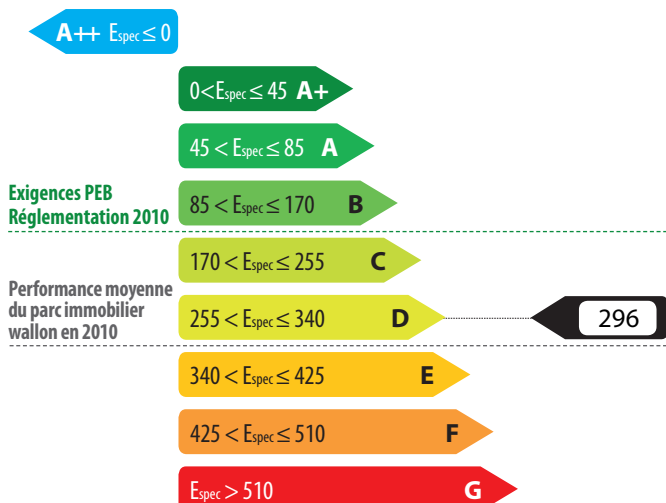 A++ Espec ≤ 0
0<Espec ≤ 45 A+
45 < Espec ≤ 85 A
Exigences PEB
Réglementation 2010
85 < Espec ≤ 170 B
170 < Espec ≤ 255 C
Performance moyenne
du parc immobilier
wallon en 2010
255 < Espec ≤ 340 D
296
340 < Espec ≤ 425 E
425 < Espec ≤ 510 F
Espec > 510 G